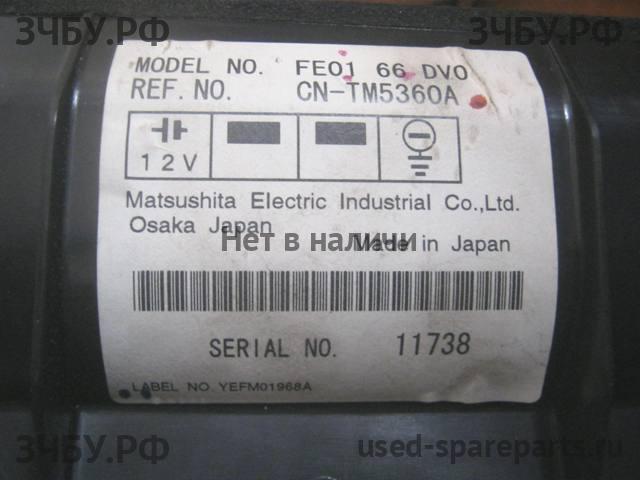 ЗЧБУ.РФ
ЗЧБУ.РФ
MODEL NO. FE01 66 DV0
REF. NO. CN-TM5360A
12V
Matsushita Electric Industrial Co.,Ltd.
Osaka Japan
Нет в наличи
Made in Japan
SERIAL NO. 11738
LABEL NO. YEFM01968A
ЗЧБУ.РФ
used-spareparts.ru